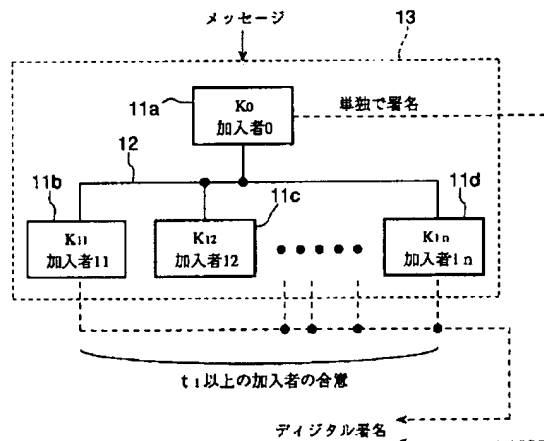 メッセージ
13
11a
K0
加入者0
単独で署名
12
11b
11c
11d
K11
加入者11
K12
加入者12
K1n
加入者1n
t1以上の加入者の合意
ディジタル署名